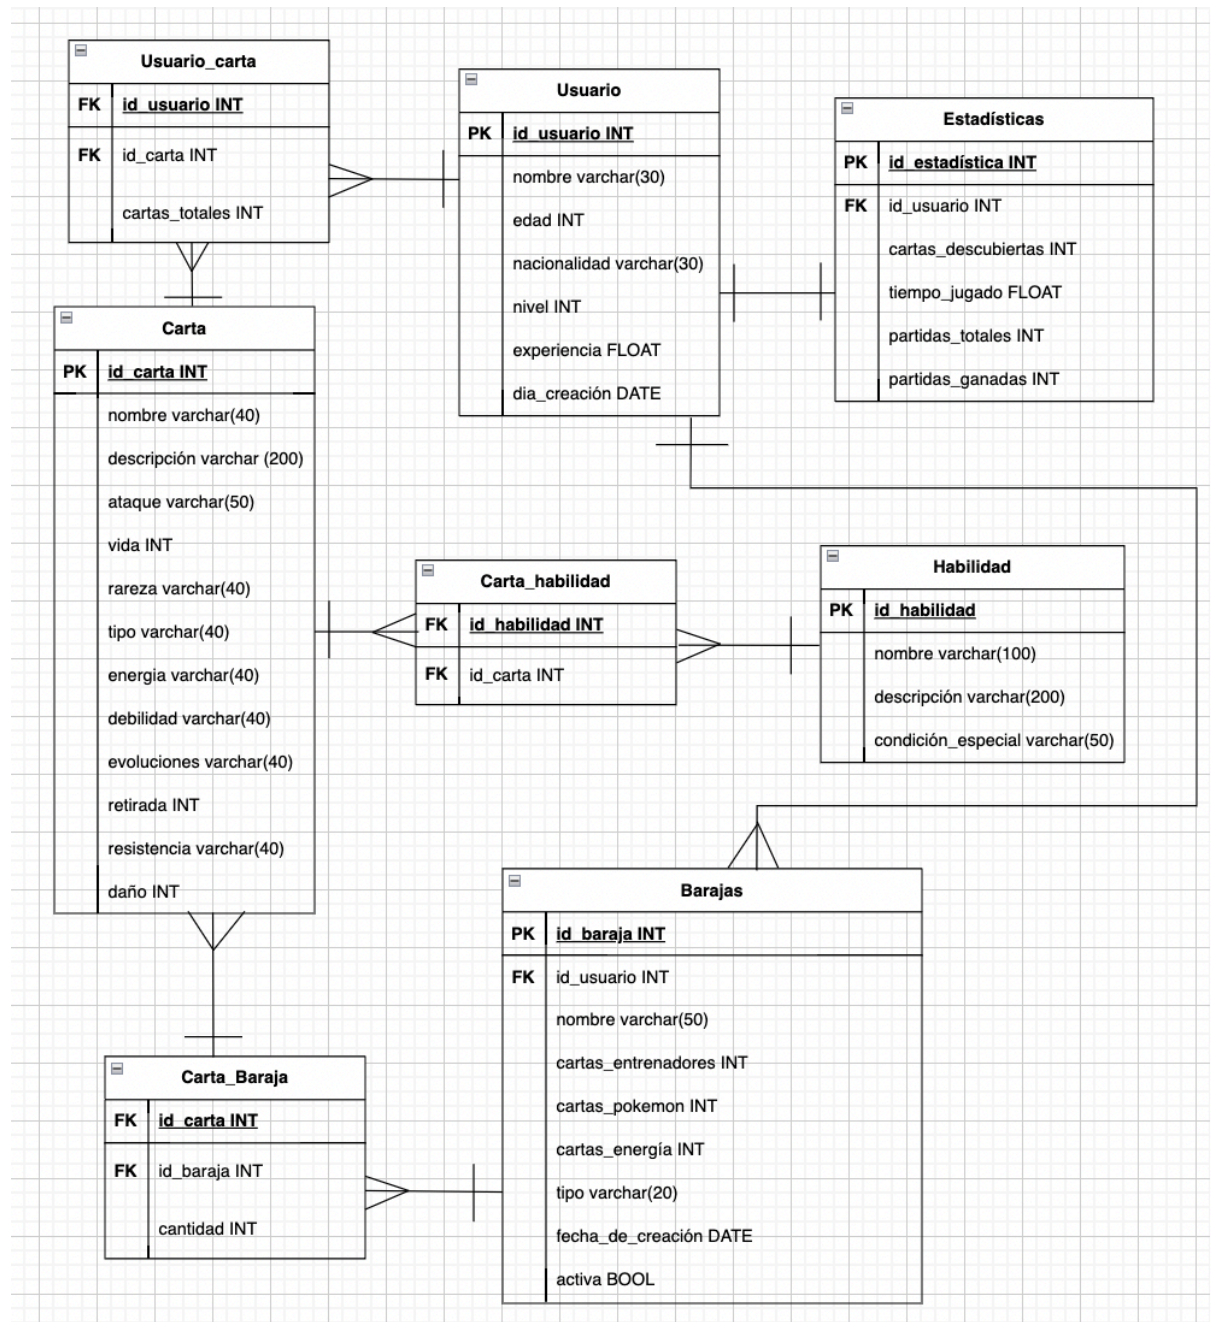 Usuario_carta
FK id_usuario INT
FK id_carta INT
cartas_totales INT
Usuario
PK id_usuario INT
nombre varchar(30)
edad INT
nacionalidad varchar(30)
nivel INT
experiencia FLOAT
dia_creación DATE
Estadísticas
PK id_estadística INT
FK id_usuario INT
cartas_descubiertas INT
tiempo_jugado FLOAT
partidas_totales INT
partidas_ganadas INT
Carta
PK id_carta INT
nombre varchar(40)
descripción varchar (200)
ataque varchar(50)
vida INT
rareza varchar(40)
tipo varchar(40)
energia varchar(40)
debilidad varchar(40)
evoluciones varchar(40)
retirada INT
resistencia varchar(40)
daño INT
Carta_habilidad
FK id_habilidad INT
FK id_carta INT
Habilidad
PK id_habilidad
nombre varchar(100)
descripción varchar(200)
condición_especial varchar(50)
Barajas
PK id_baraja INT
FK id_usuario INT
nombre varchar(50)
cartas_entrenadores INT
cartas_pokemon INT
cartas_energía INT
tipo varchar(20)
fecha_de_creación DATE
activa BOOL
Carta_Baraja
FK id_carta INT
FK id_baraja INT
cantidad INT